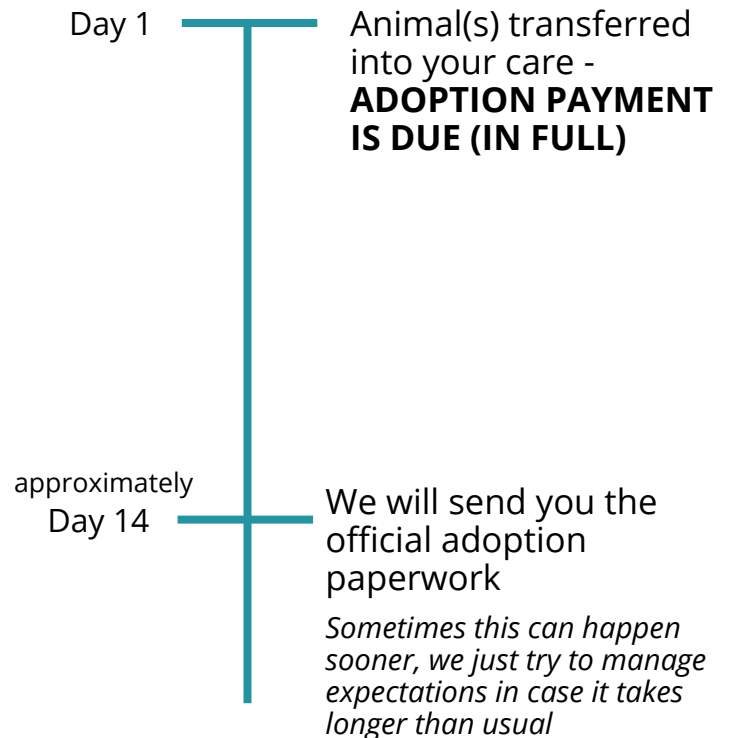 Day 1
Animal(s) transferred
into your care -
ADOPTION PAYMENT
IS DUE (IN FULL)
approximately
Day 14
We will send you the
official adoption
paperwork
Sometimes this can happen
sooner, we just try to manage
expectations in case it takes
longer than usual